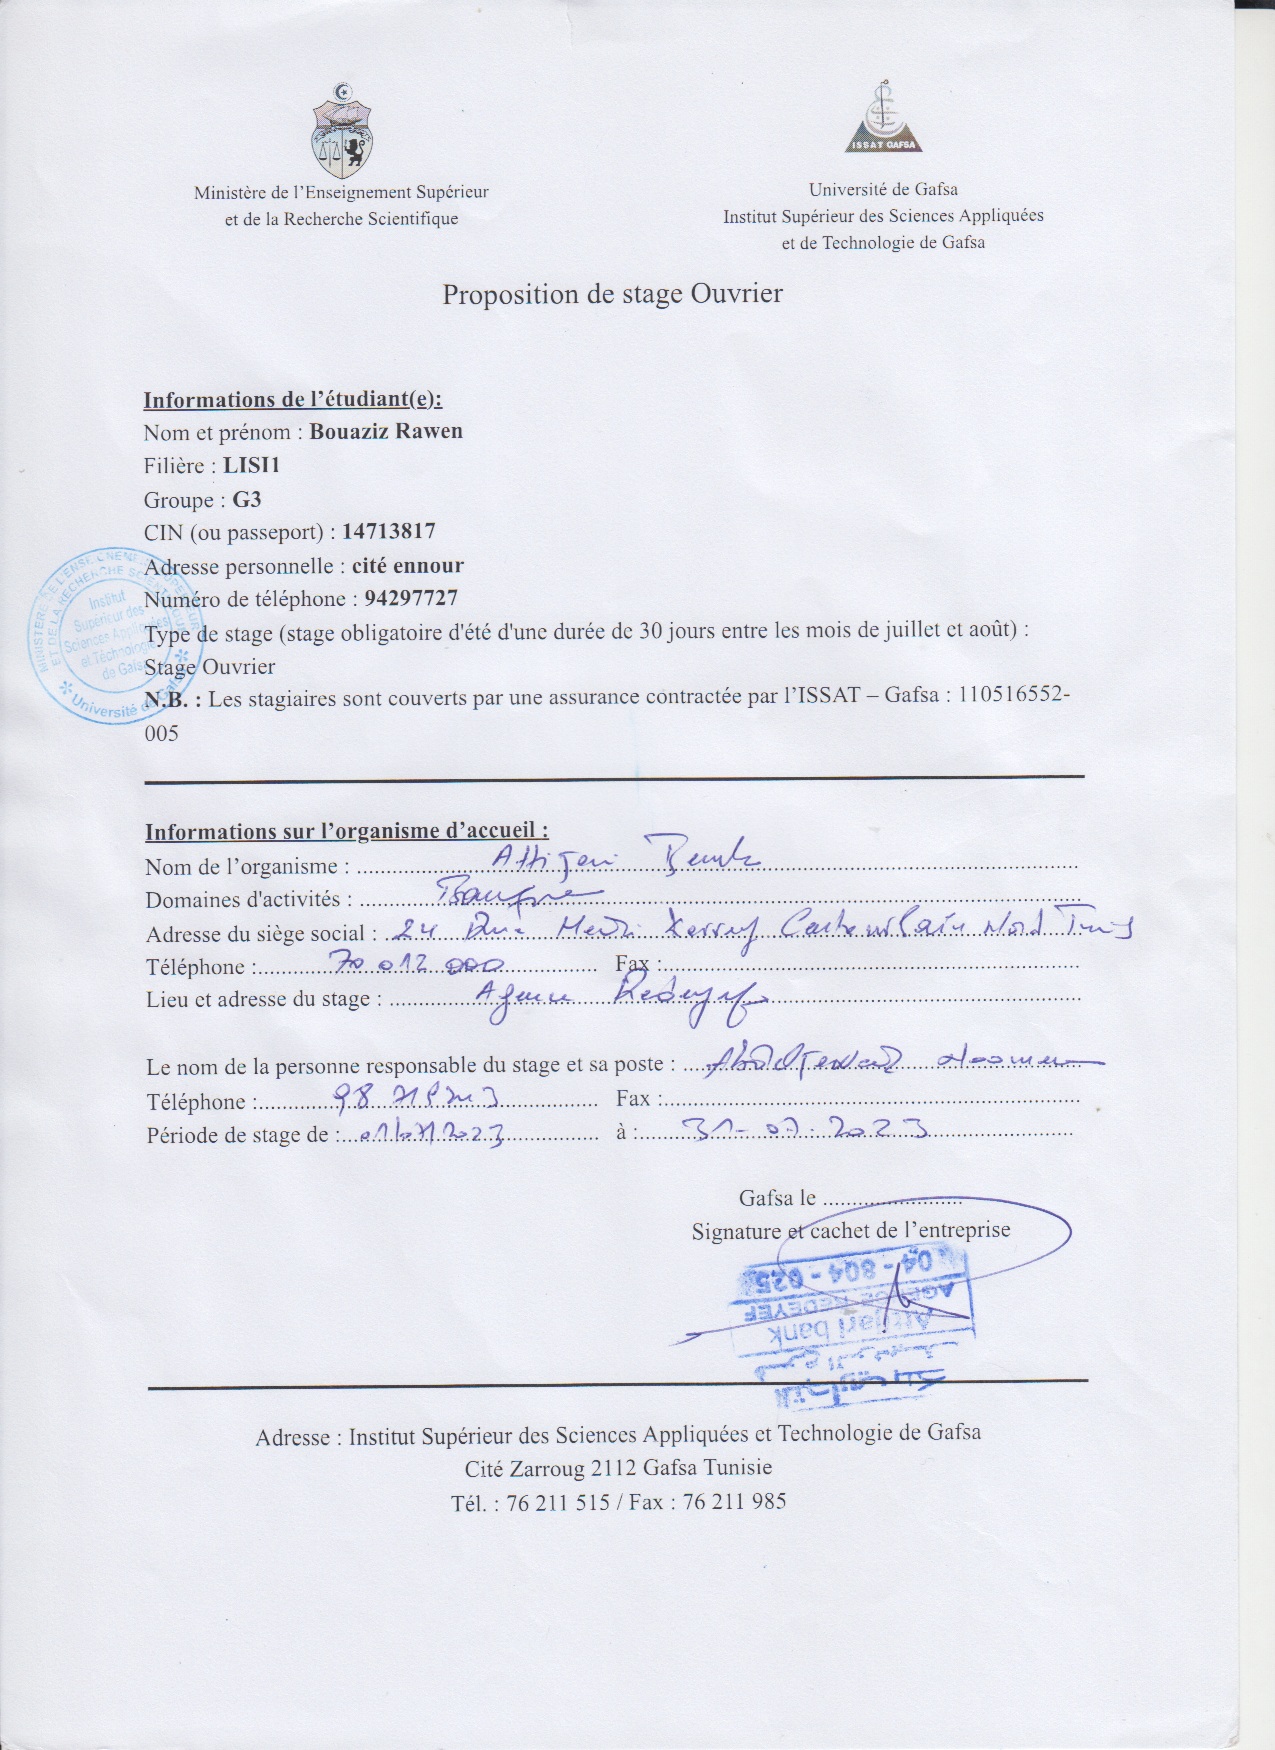 Ministère de l'Enseignement Supérieur
et de la Recherche Scientifique
ISSAT GAFSA
Université de Gafsa
Institut Supérieur des Sciences Appliquées
et de Technologie de Gafsa
Proposition de stage Ouvrier
Informations de l'étudiant(e):
Nom et prénom : Bouaziz Rawen
Filière : LISI1
Groupe : G3
CIN (ou passeport) : 14713817
Adresse personnelle : cité ennour
Numéro de téléphone : 94297727
Type de stage (stage obligatoire d'été d'une durée de 30 jours entre les mois de juillet et août) :
Stage Ouvrier
N.B. : Les stagiaires sont couverts par une assurance contractée par l'ISSAT – Gafsa : 110516552-
005
MINISTERE DE L'ENSEIGNEMENT SUPERIEUR
ET DE LA RECHERCHE SCIENTIFIQUE
Institut
Supérieur des
Sciences Appliquées
et Technologie
de Gafsa
Université de Gafsa
Informations sur l'organisme d'accueil :
Nom de l'organisme : Attijari Bank
Domaines d'activités : Banque
Adresse du siège social : 24 Rue Hedi Karray Centre Urbain Nord Tunis
Téléphone : 70 012 000 Fax :
Lieu et adresse du stage : Agence Redeyef
Le nom de la personne responsable du stage et sa poste :
Téléphone : 98 Fax :
Période de stage de : 01.07.2023 à : 31-07-2023
Gafsa le
Signature et cachet de l'entreprise
04 - 804 - 025
AGENCE REDEYEF
Attijari bank
Adresse : Institut Supérieur des Sciences Appliquées et Technologie de Gafsa
Cité Zarroug 2112 Gafsa Tunisie
Tél. : 76 211 515 / Fax : 76 211 985